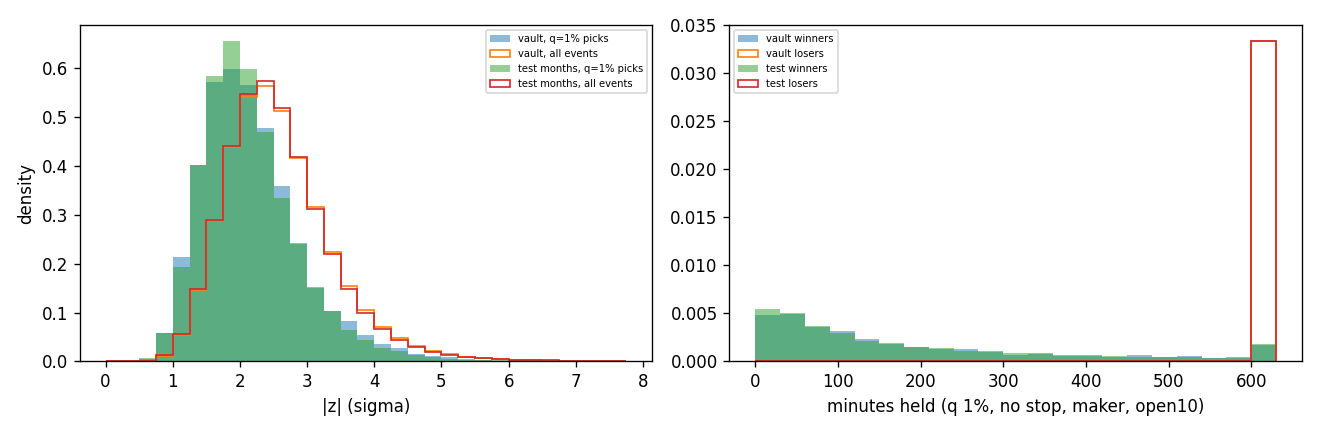 vault, q=1% picks
vault, all events
test months, q=1% picks
test months, all events
density
0.6
0.5
0.4
0.3
0.2
0.1
0.0
0 1 2 3 4 5 6 7 8
|z| (sigma)
vault winners
vault losers
test winners
test losers
0.035
0.030
0.025
0.020
0.015
0.010
0.005
0.000
0 100 200 300 400 500 600
minutes held (q 1%, no stop, maker, open10)